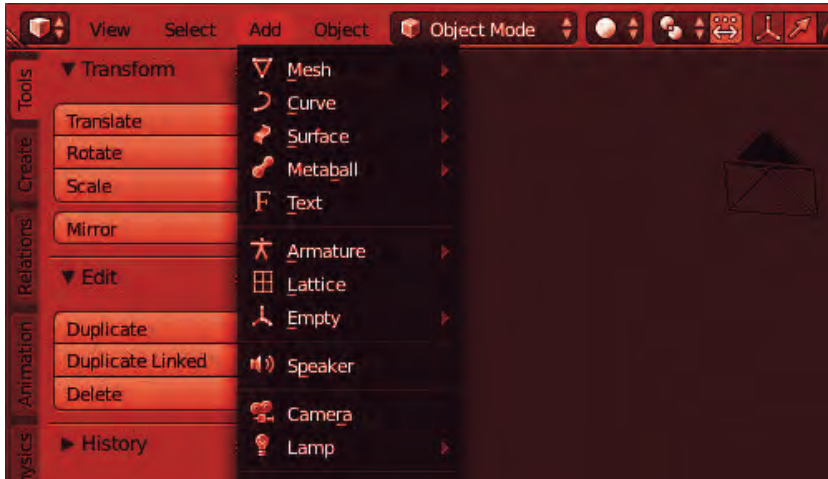 View Select Add Object Object Mode
Tools
Create
Relations
Animation
ysics
Transform
Translate
Rotate
Scale
Mirror
Edit
Duplicate
Duplicate Linked
Delete
History
Mesh
Curve
Surface
Metaball
Text
Armature
Lattice
Empty
Speaker
Camera
Lamp